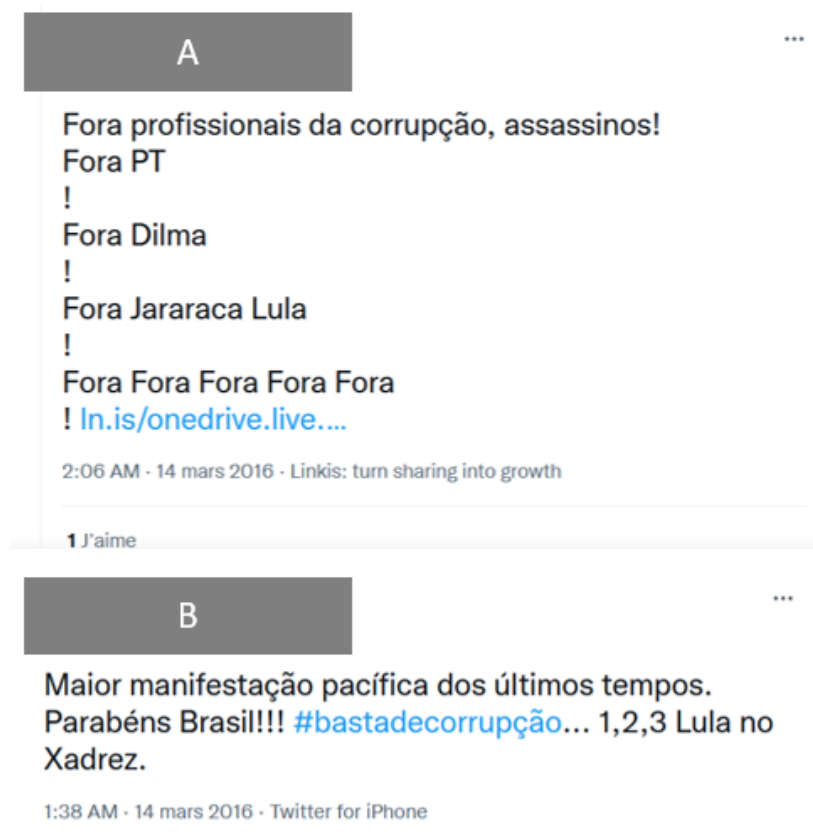 A
...
Fora profissionais da corrupção, assassinos!
Fora PT
!
Fora Dilma
!
Fora Jararaca Lula
!
Fora Fora Fora Fora Fora
! ln.is/onedrive.live.…
2:06 AM · 14 mars 2016 · Linkis: turn sharing into growth
1 J'aime
B
...
Maior manifestação pacífica dos últimos tempos.
Parabéns Brasil!!! #bastadecorrupção... 1,2,3 Lula no
Xadrez.
1:38 AM · 14 mars 2016 · Twitter for iPhone